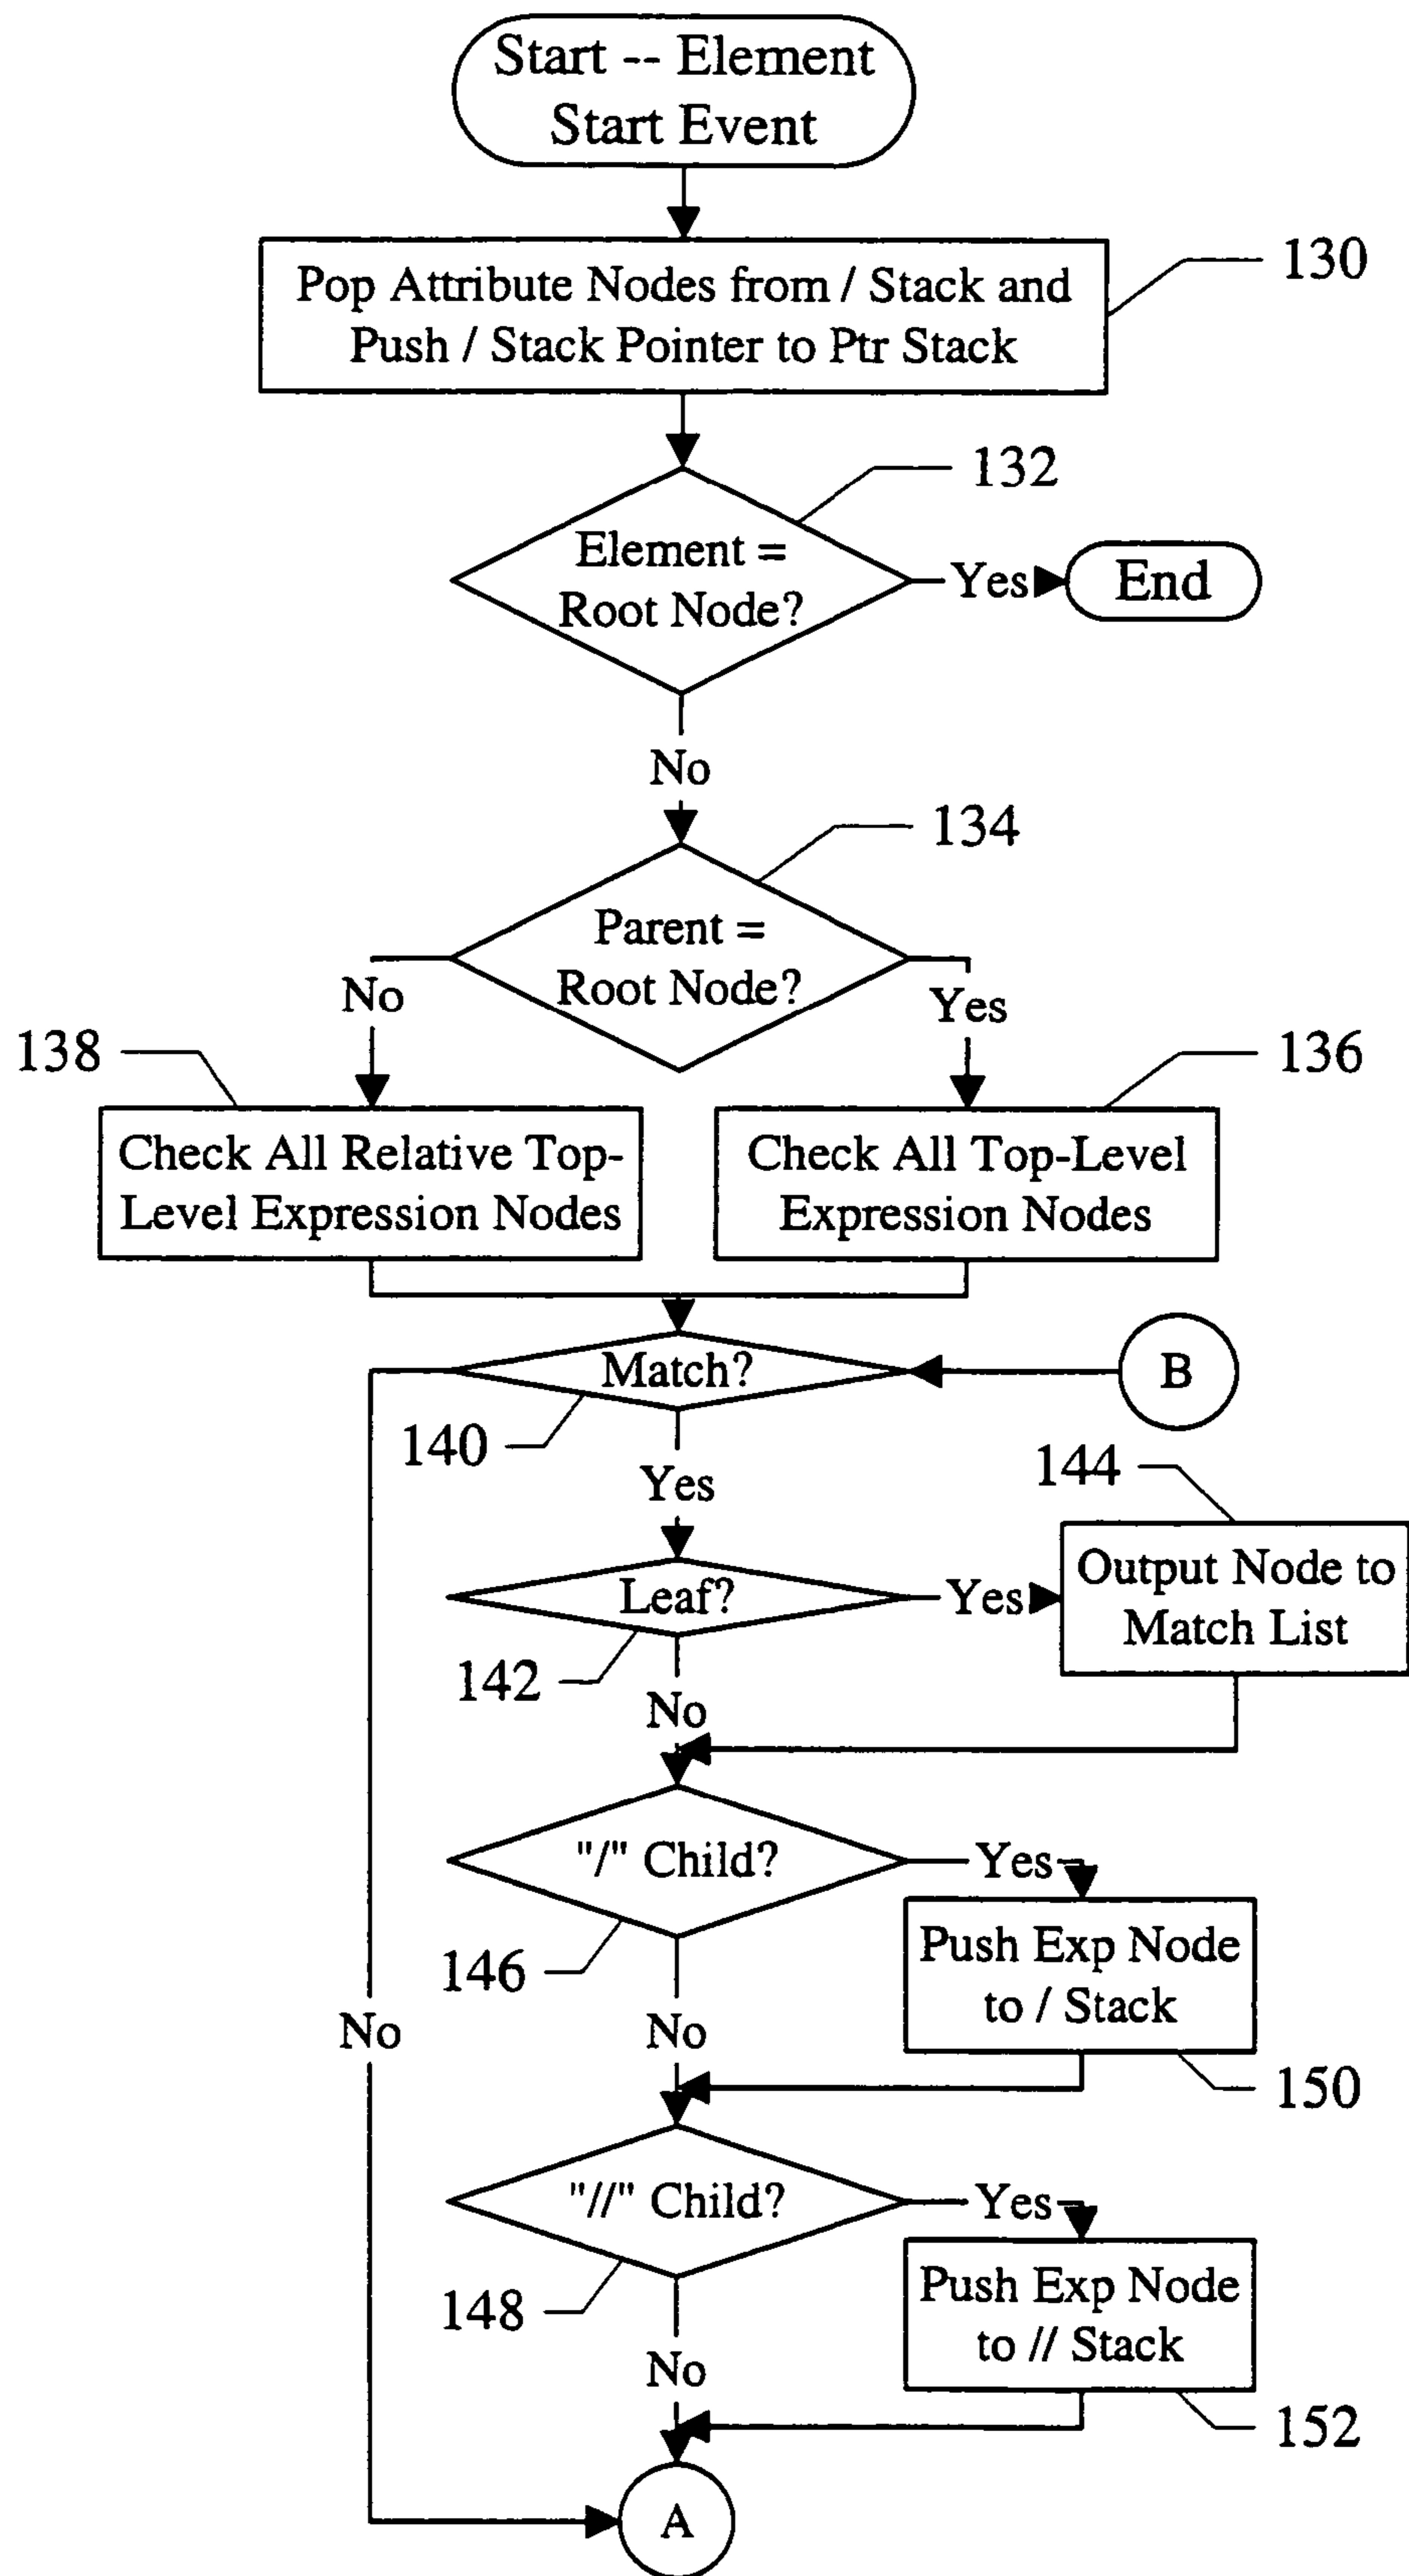 Start -- Element
Start Event
Pop Attribute Nodes from / Stack and
Push / Stack Pointer to Ptr Stack
130
132
Element =
Root Node?
Yes
End
No
134
Parent =
Root Node?
No
Yes
138
136
Check All Relative Top-
Level Expression Nodes
Check All Top-Level
Expression Nodes
Match?
B
140
Yes
144
Leaf?
Yes
Output Node to
Match List
142
No
"/" Child?
Yes
146
Push Exp Node
to / Stack
No
No
150
"//" Child?
Yes
148
Push Exp Node
to // Stack
No
152
A